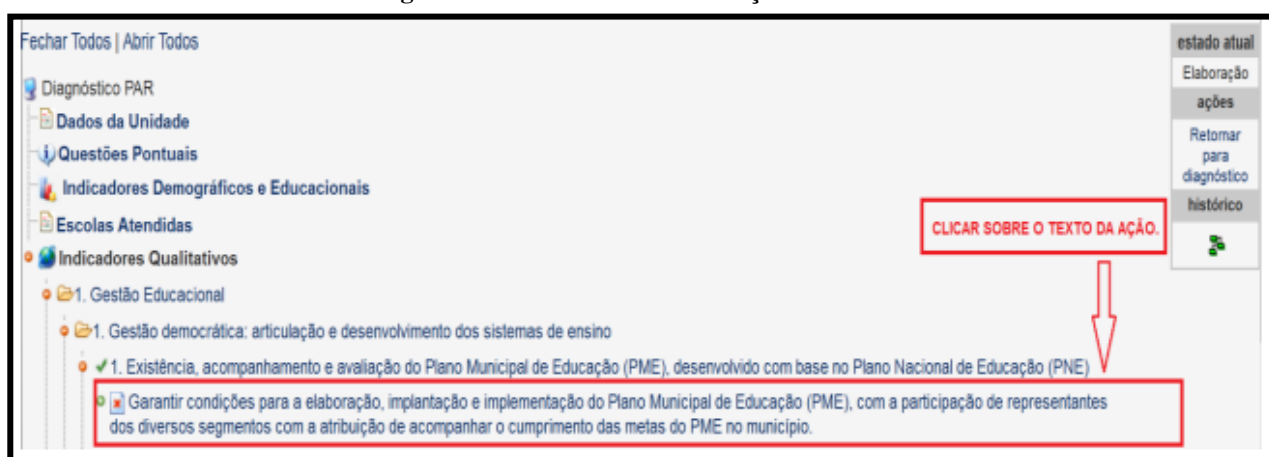 Fechar Todos | Abrir Todos
Diagnóstico PAR
Dados da Unidade
Questões Pontuais
Indicadores Demográficos e Educacionais
Escolas Atendidas
Indicadores Qualitativos
1. Gestão Educacional
1. Gestão democrática: articulação e desenvolvimento dos sistemas de ensino
1. Existência, acompanhamento e avaliação do Plano Municipal de Educação (PME), desenvolvido com base no Plano Nacional de Educação (PNE)
Garantir condições para a elaboração, implantação e implementação do Plano Municipal de Educação (PME), com a participação de representantes
dos diversos segmentos com a atribuição de acompanhar o cumprimento das metas do PME no município.
CLICAR SOBRE O TEXTO DA AÇÃO.
estado atual
Elaboração
ações
Retornar
para
diagnóstico
histórico